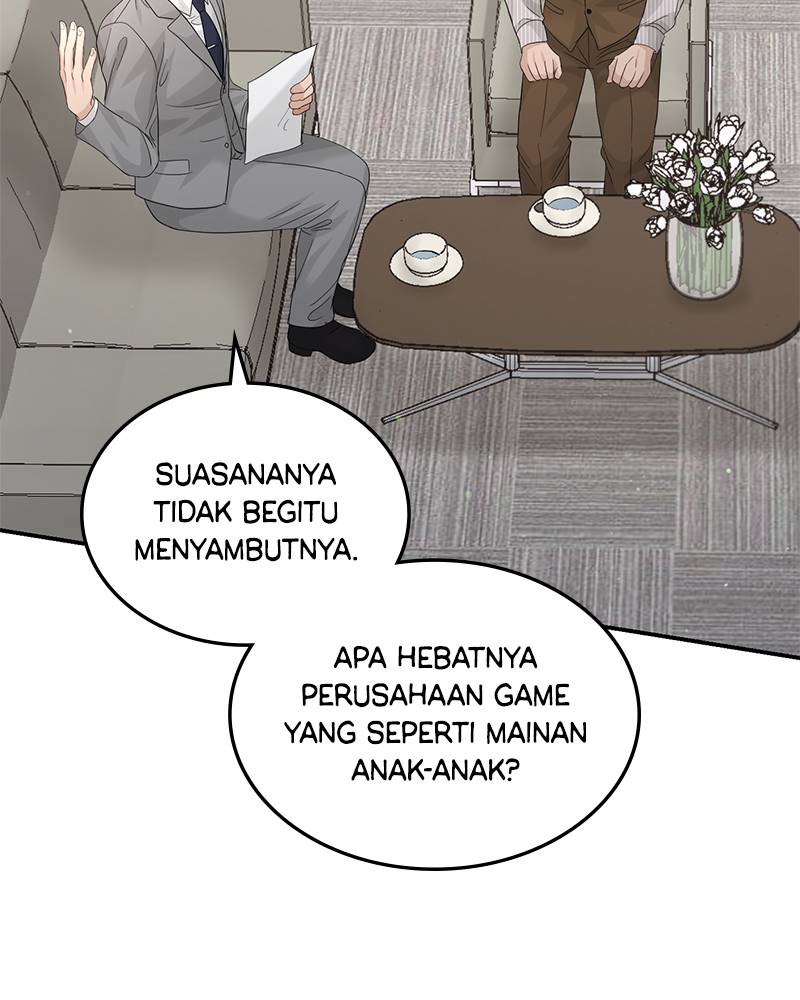 SUASANANYA
TIDAK BEGITU
MENYAMBUTNYA.
APA HEBATNYA
PERUSAHAAN GAME
YANG SEPERTI MAINAN
ANAK-ANAK?